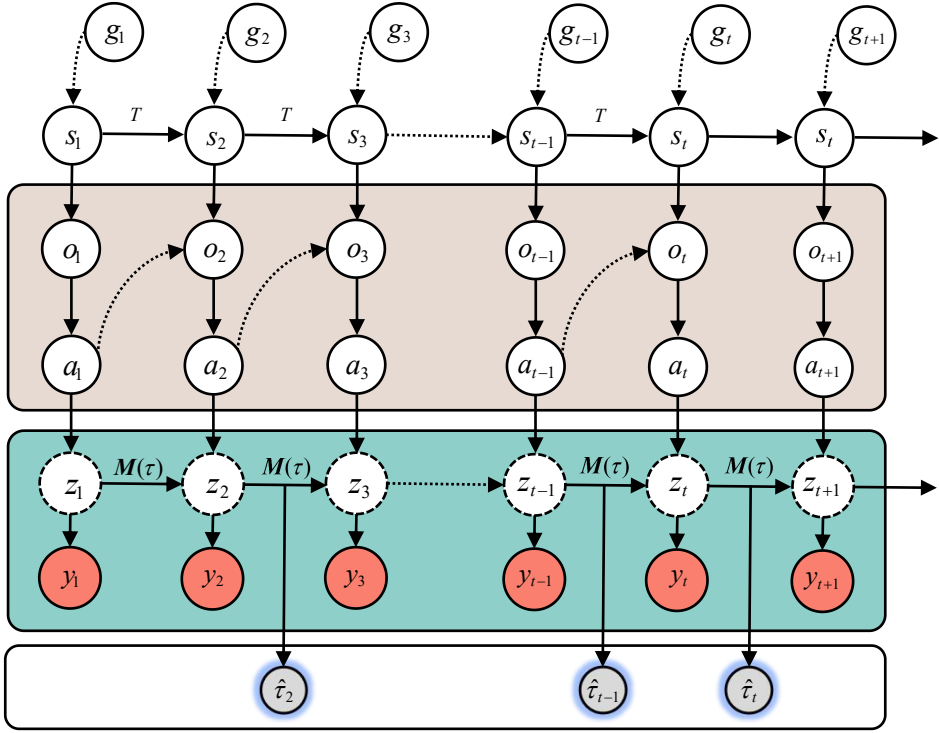 g₁ g₂ g₃ gₜ₋₁ gₜ gₜ₊₁
T T T
s₁ s₂ s₃ sₜ₋₁ sₜ sₜ
o₁ o₂ o₃ oₜ₋₁ oₜ oₜ₊₁
a₁ a₂ a₃ aₜ₋₁ aₜ aₜ₊₁
M(τ) M(τ) M(τ) M(τ)
z₁ z₂ z₃ zₜ₋₁ zₜ zₜ₊₁
y₁ y₂ y₃ yₜ₋₁ yₜ yₜ₊₁
τ̂₂ τ̂ₜ₋₁ τ̂ₜ